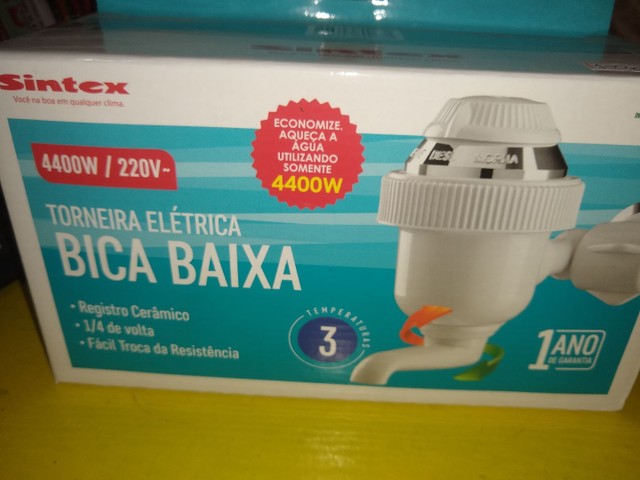 Sintex
Você na boa em qualquer clima.
4400W / 220V~
ECONOMIZE.
AQUEÇA A
ÁGUA
UTILIZANDO
SOMENTE
4400W
DES
MORNA
TORNEIRA ELÉTRICA
BICA BAIXA
• Registro Cerâmico
• 1/4 de volta
• Fácil Troca da Resistência
TEMPERATURAS
3
1 ANO
DE GARANTIA